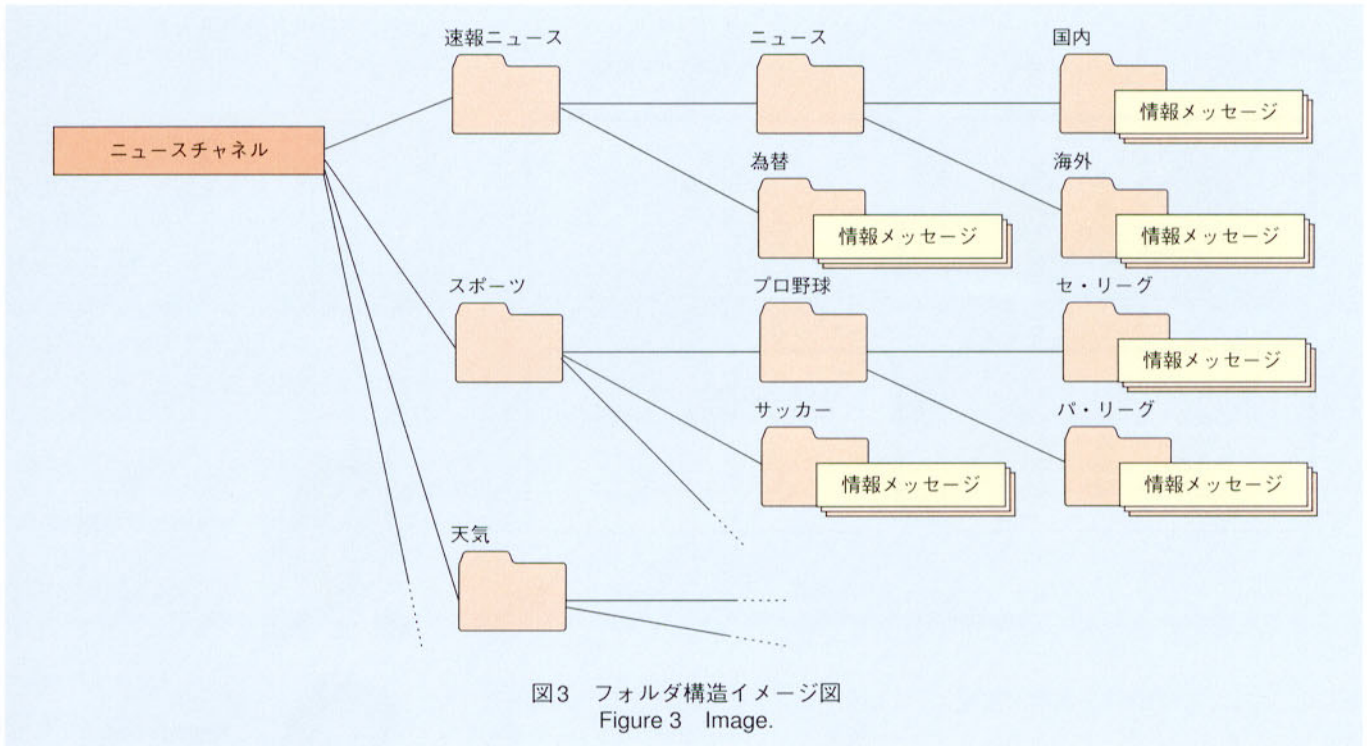 速報ニュース
ニュース
国内
情報メッセージ
ニュースチャネル
為替
情報メッセージ
海外
情報メッセージ
スポーツ
プロ野球
セ・リーグ
情報メッセージ
サッカー
情報メッセージ
パ・リーグ
情報メッセージ
天気
図3　フォルダ構造イメージ図
Figure 3　Image.